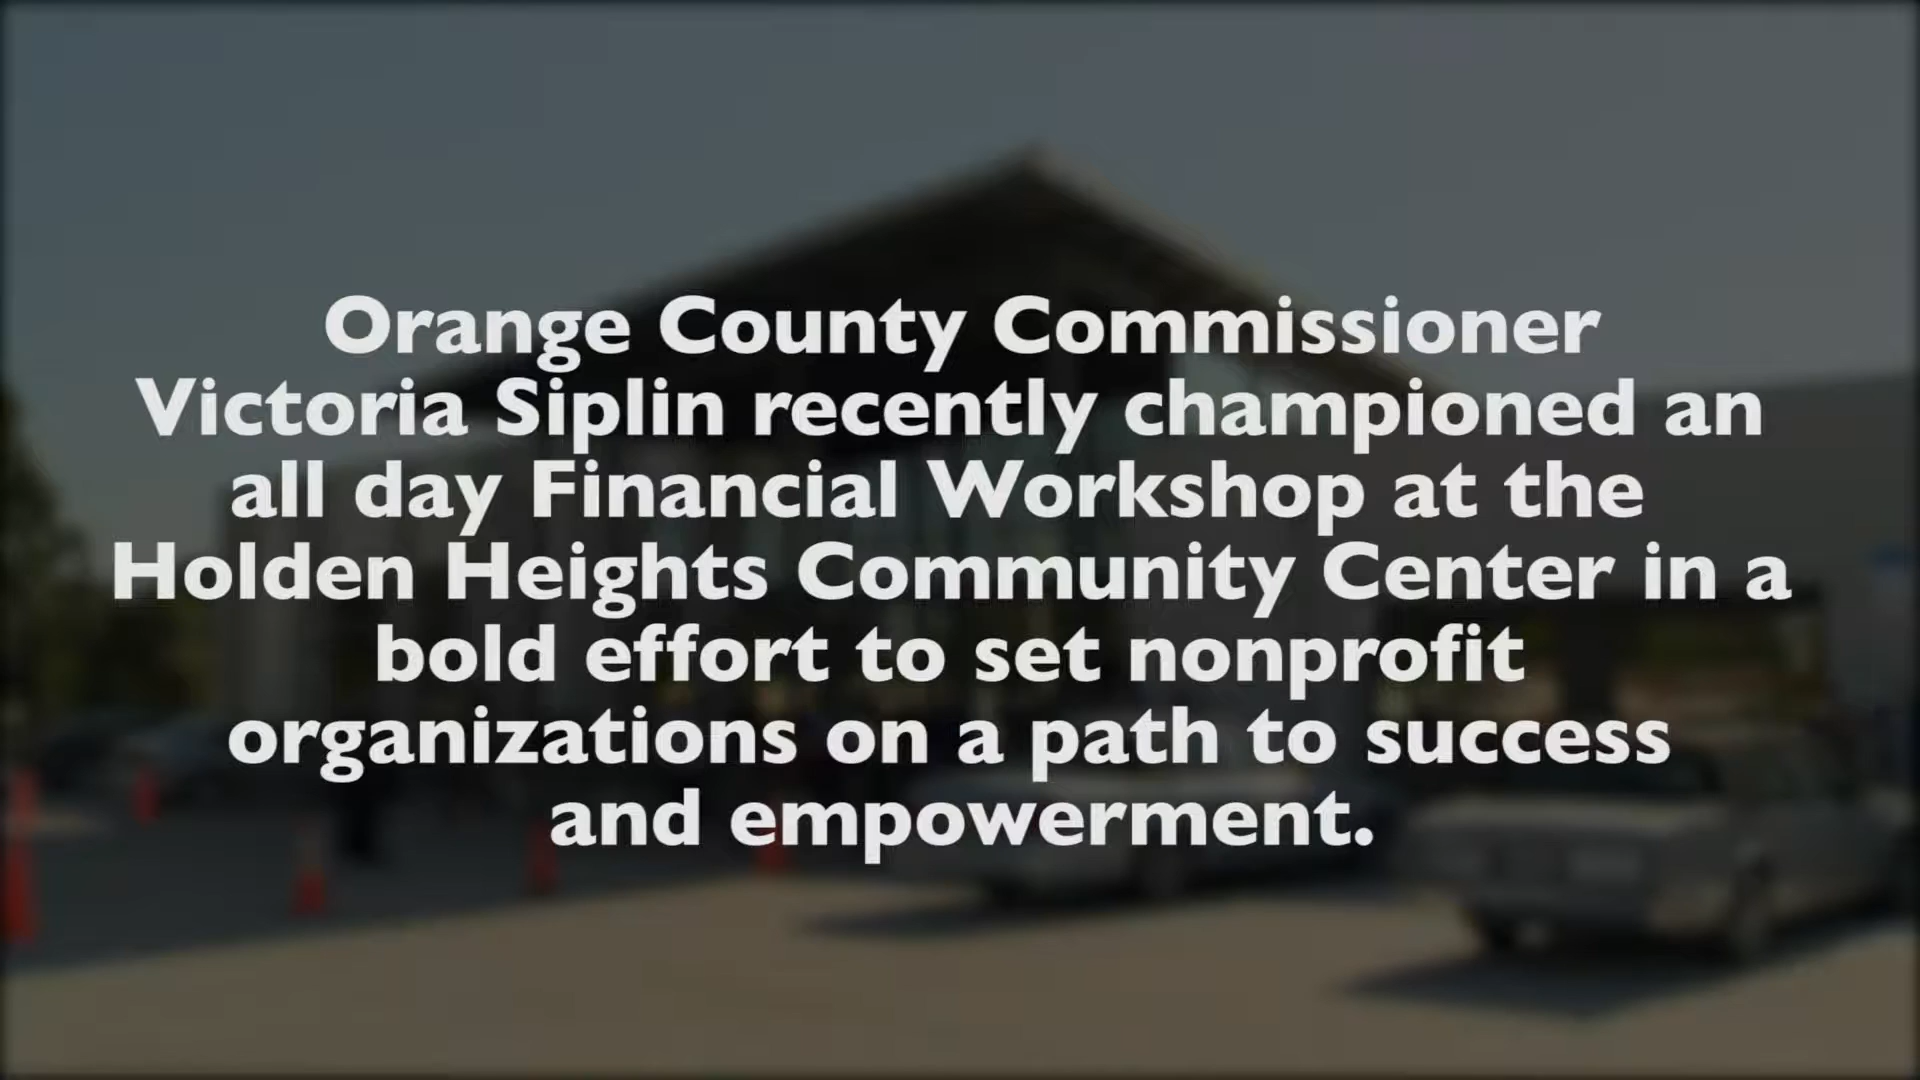 Orange County Commissioner
Victoria Siplin recently championed an
all day Financial Workshop at the
Holden Heights Community Center in a
bold effort to set nonprofit
organizations on a path to success
and empowerment.